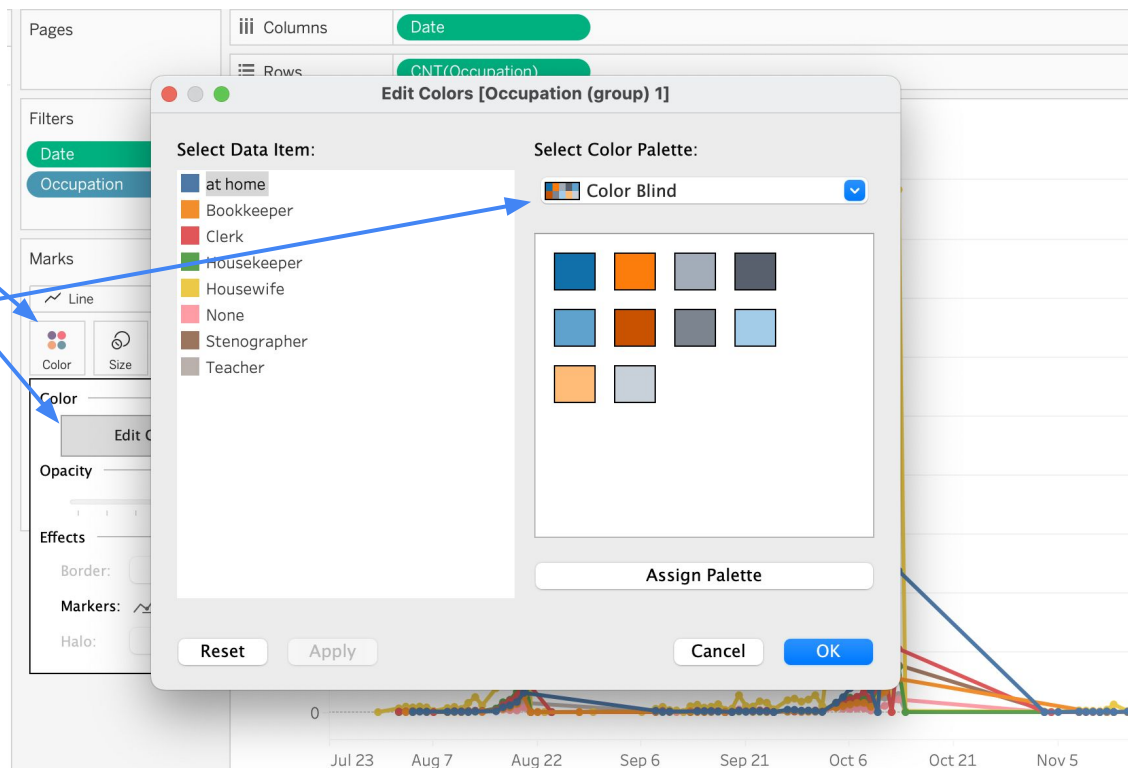 Pages
Columns
Date
Rows
CNT(Occupation)
Edit Colors [Occupation (group) 1]
Filters
Date
Occupation
Select Data Item:
at home
Bookkeeper
Clerk
Housekeeper
Housewife
None
Stenographer
Teacher
Select Color Palette:
Color Blind
Assign Palette
Reset
Apply
Cancel
OK
Marks
Line
Color
Size
Color
Edit
Opacity
Effects
Border:
Markers:
Halo:
0
Jul 23 Aug 7 Aug 22 Sep 6 Sep 21 Oct 6 Oct 21 Nov 5